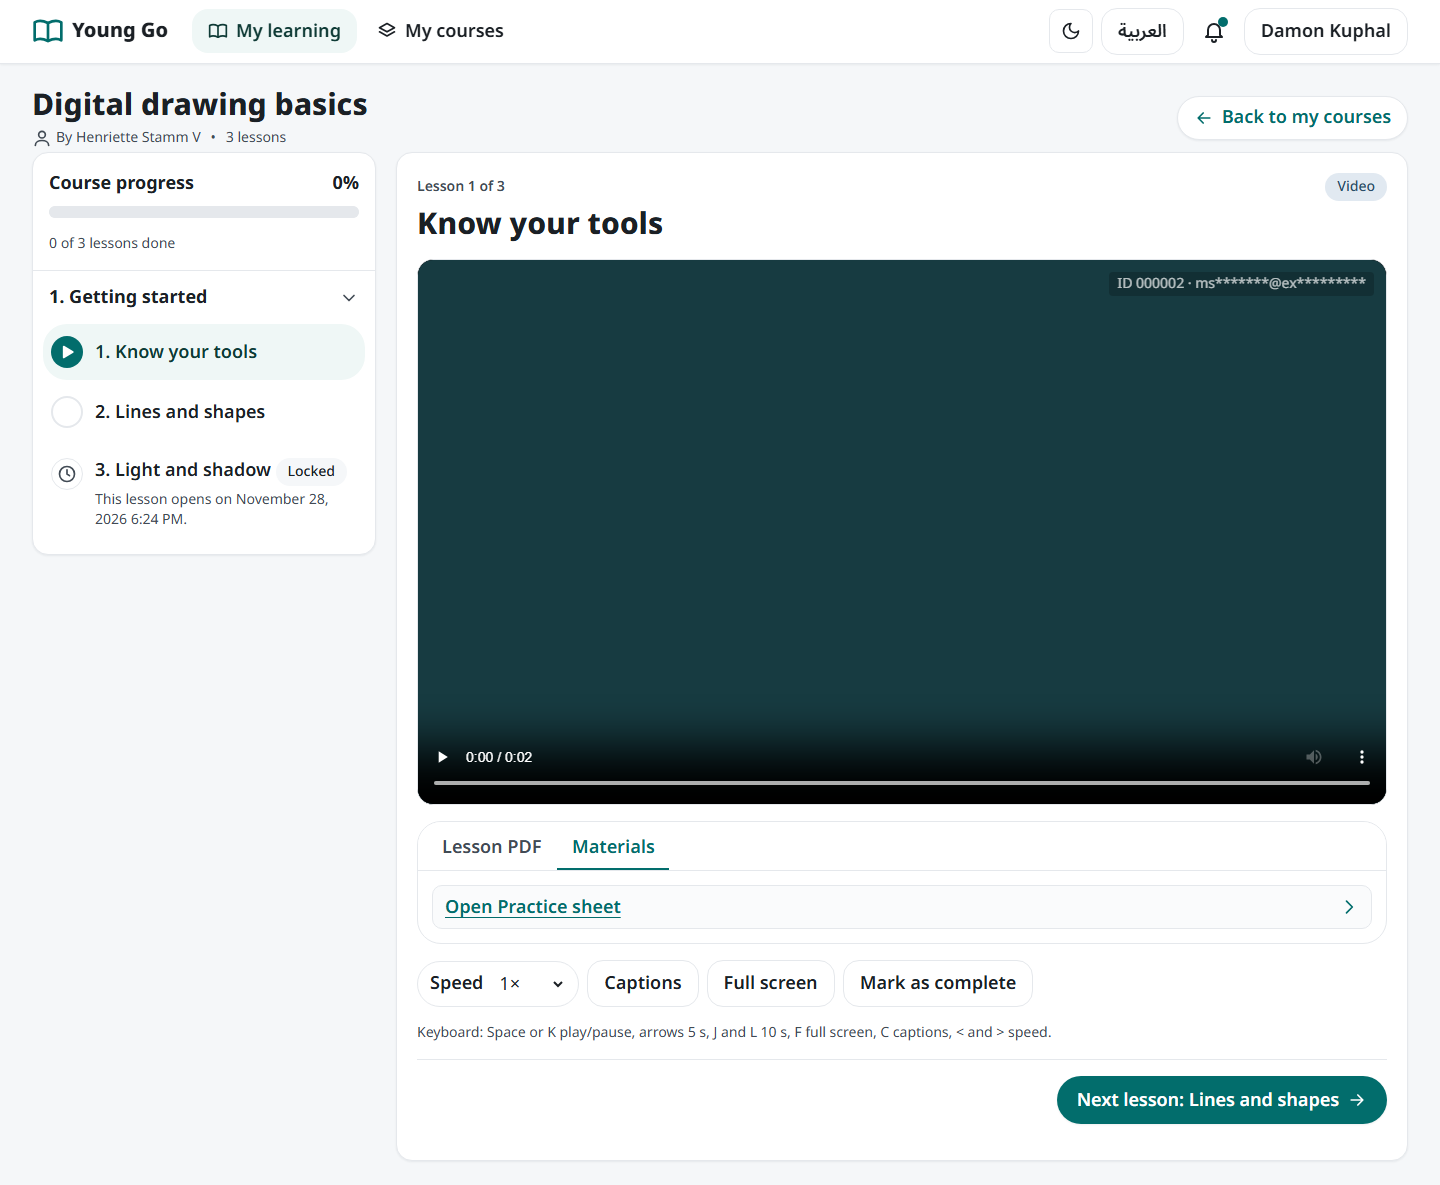 Young Go
My learning
My courses
العربية
Damon Kuphal
Digital drawing basics
By Henriette Stamm V • 3 lessons
Back to my courses
Course progress 0%
0 of 3 lessons done
1. Getting started
1. Know your tools
2. Lines and shapes
3. Light and shadow Locked
This lesson opens on November 28,
2026 6:24 PM.
Lesson 1 of 3
Video
Know your tools
ID 000002 · ms*******@ex*********
0:00 / 0:02
Lesson PDF Materials
Open Practice sheet
Speed 1× Captions Full screen Mark as complete
Keyboard: Space or K play/pause, arrows 5 s, J and L 10 s, F full screen, C captions, < and > speed.
Next lesson: Lines and shapes